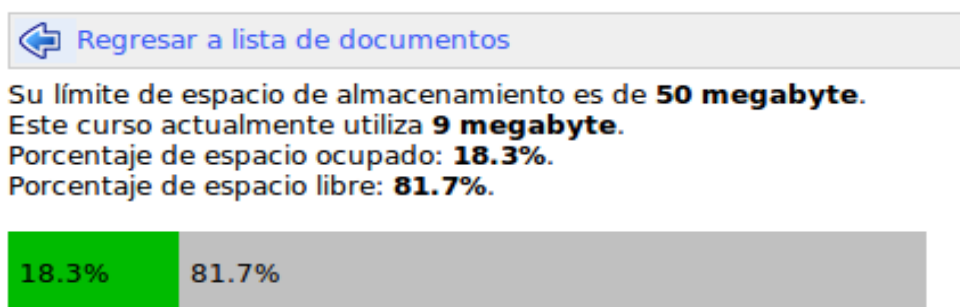 Regresar a lista de documentos
Su límite de espacio de almacenamiento es de 50 megabyte.
Este curso actualmente utiliza 9 megabyte.
Porcentaje de espacio ocupado: 18.3%.
Porcentaje de espacio libre: 81.7%.
18.3% 81.7%